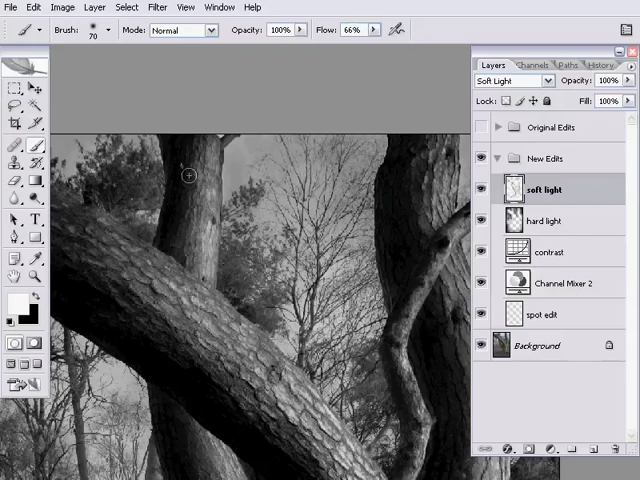 File Edit Image Layer Select Filter View Window Help
Brush: 70 Mode: Normal Opacity: 100% Flow: 66%
Layers Channels Paths History
Soft Light Opacity: 100%
Lock: Fill: 100%
Original Edits
New Edits
soft light
hard light
contrast
Channel Mixer 2
spot edit
Background
T